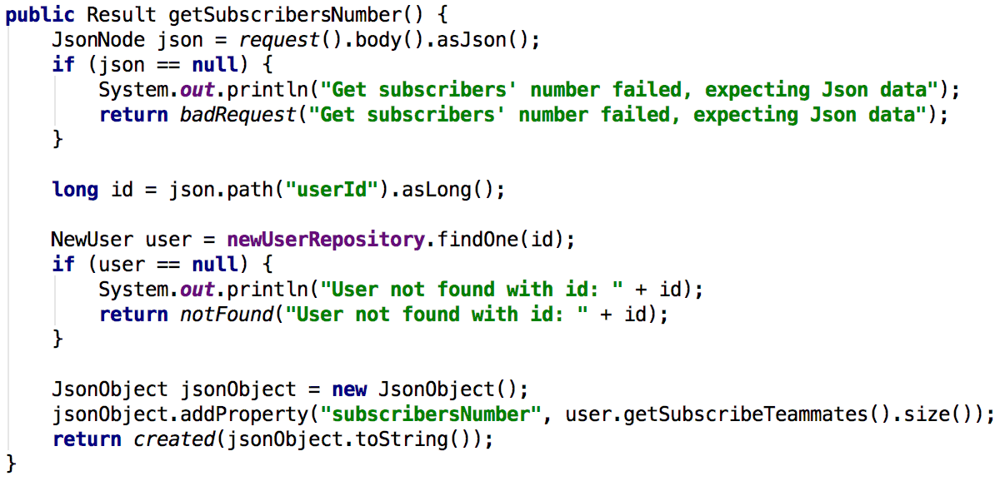 public Result getSubscribersNumber() {
    JsonNode json = request().body().asJson();
    if (json == null) {
        System.out.println("Get subscribers' number failed, expecting Json data");
        return badRequest("Get subscribers' number failed, expecting Json data");
    }

    long id = json.path("userId").asLong();

    NewUser user = newUserRepository.findOne(id);
    if (user == null) {
        System.out.println("User not found with id: " + id);
        return notFound("User not found with id: " + id);
    }

    JsonObject jsonObject = new JsonObject();
    jsonObject.addProperty("subscribersNumber", user.getSubscribeTeammates().size());
    return created(jsonObject.toString());
}